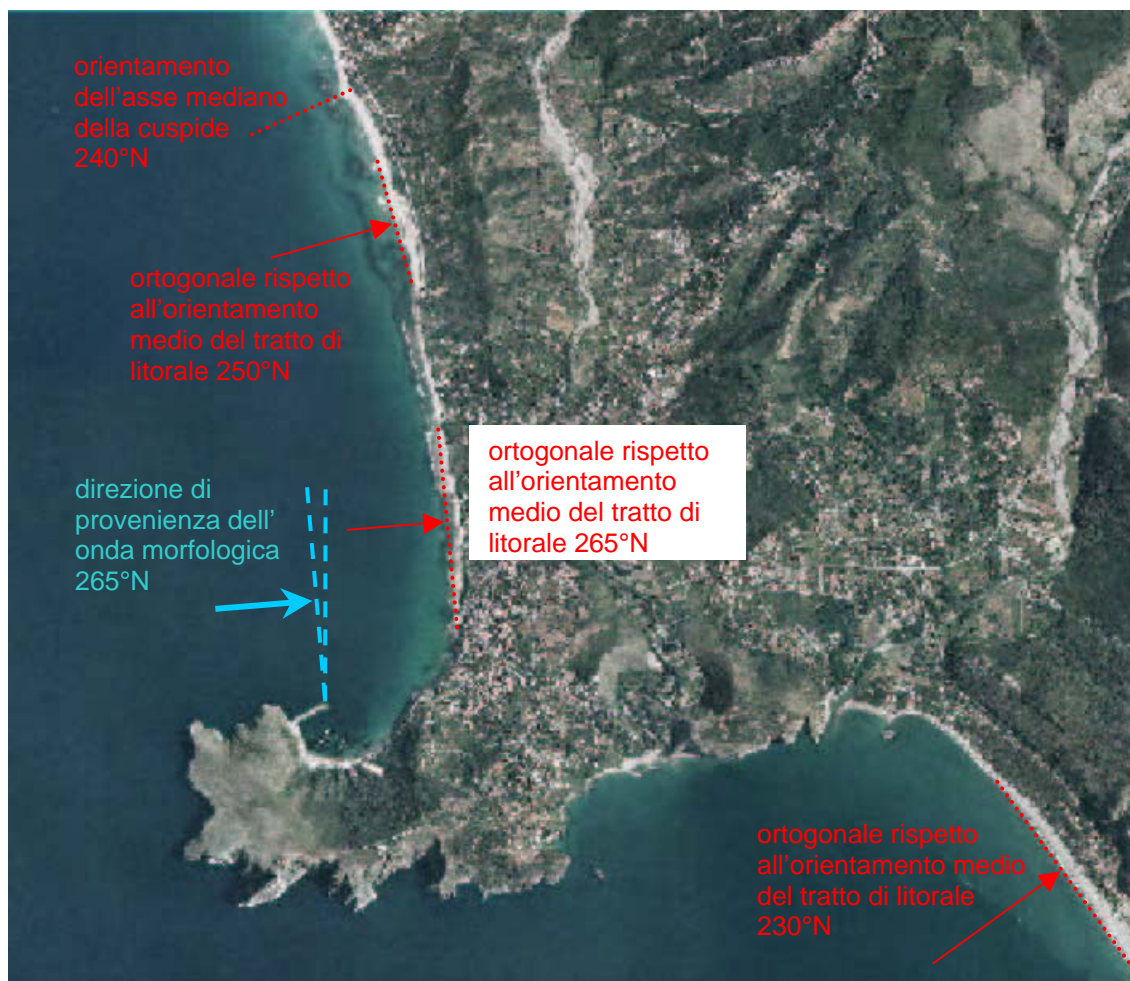 orientamento
dell'asse mediano
della cuspide
240°N
ortogonale rispetto
all'orientamento
medio del tratto di
litorale 250°N
ortogonale rispetto
all'orientamento
medio del tratto di
litorale 265°N
direzione di
provenienza dell'
onda morfologica
265°N
ortogonale rispetto
all'orientamento medio
del tratto di litorale
230°N